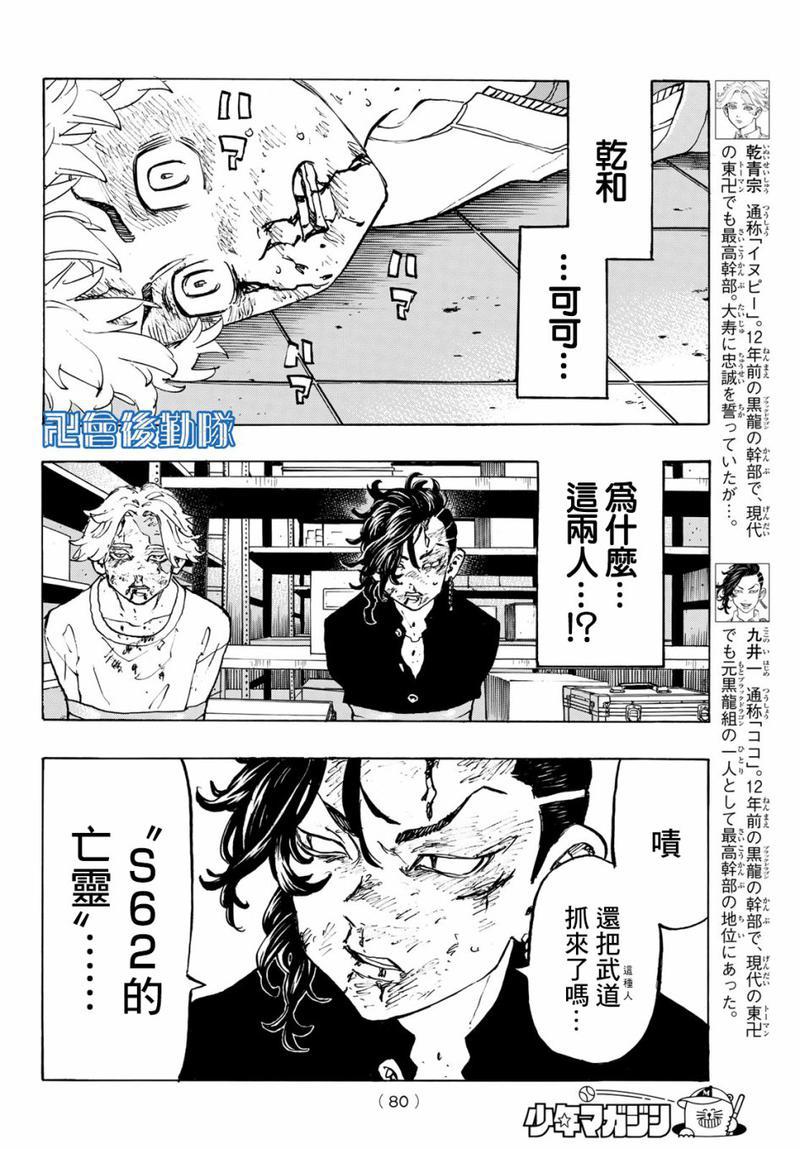 乾和
…可可…
ハァ
ハァ
卍會後勤隊
為什麼…
這兩人…!?
嘖
還把武道
這種人
抓來了嗎…
〝S62的
亡靈〞……
乾青宗 通称「イヌピー」。12年前の黒龍の幹部で、現代
の東卍でも最高幹部。大寿に忠誠を誓っていたが…。
九井一 通称「ココ」。12年前の黒龍の幹部で、現代の東卍
でも元黒龍組の一人として最高幹部の地位にあった。
(80)
少年マガジン